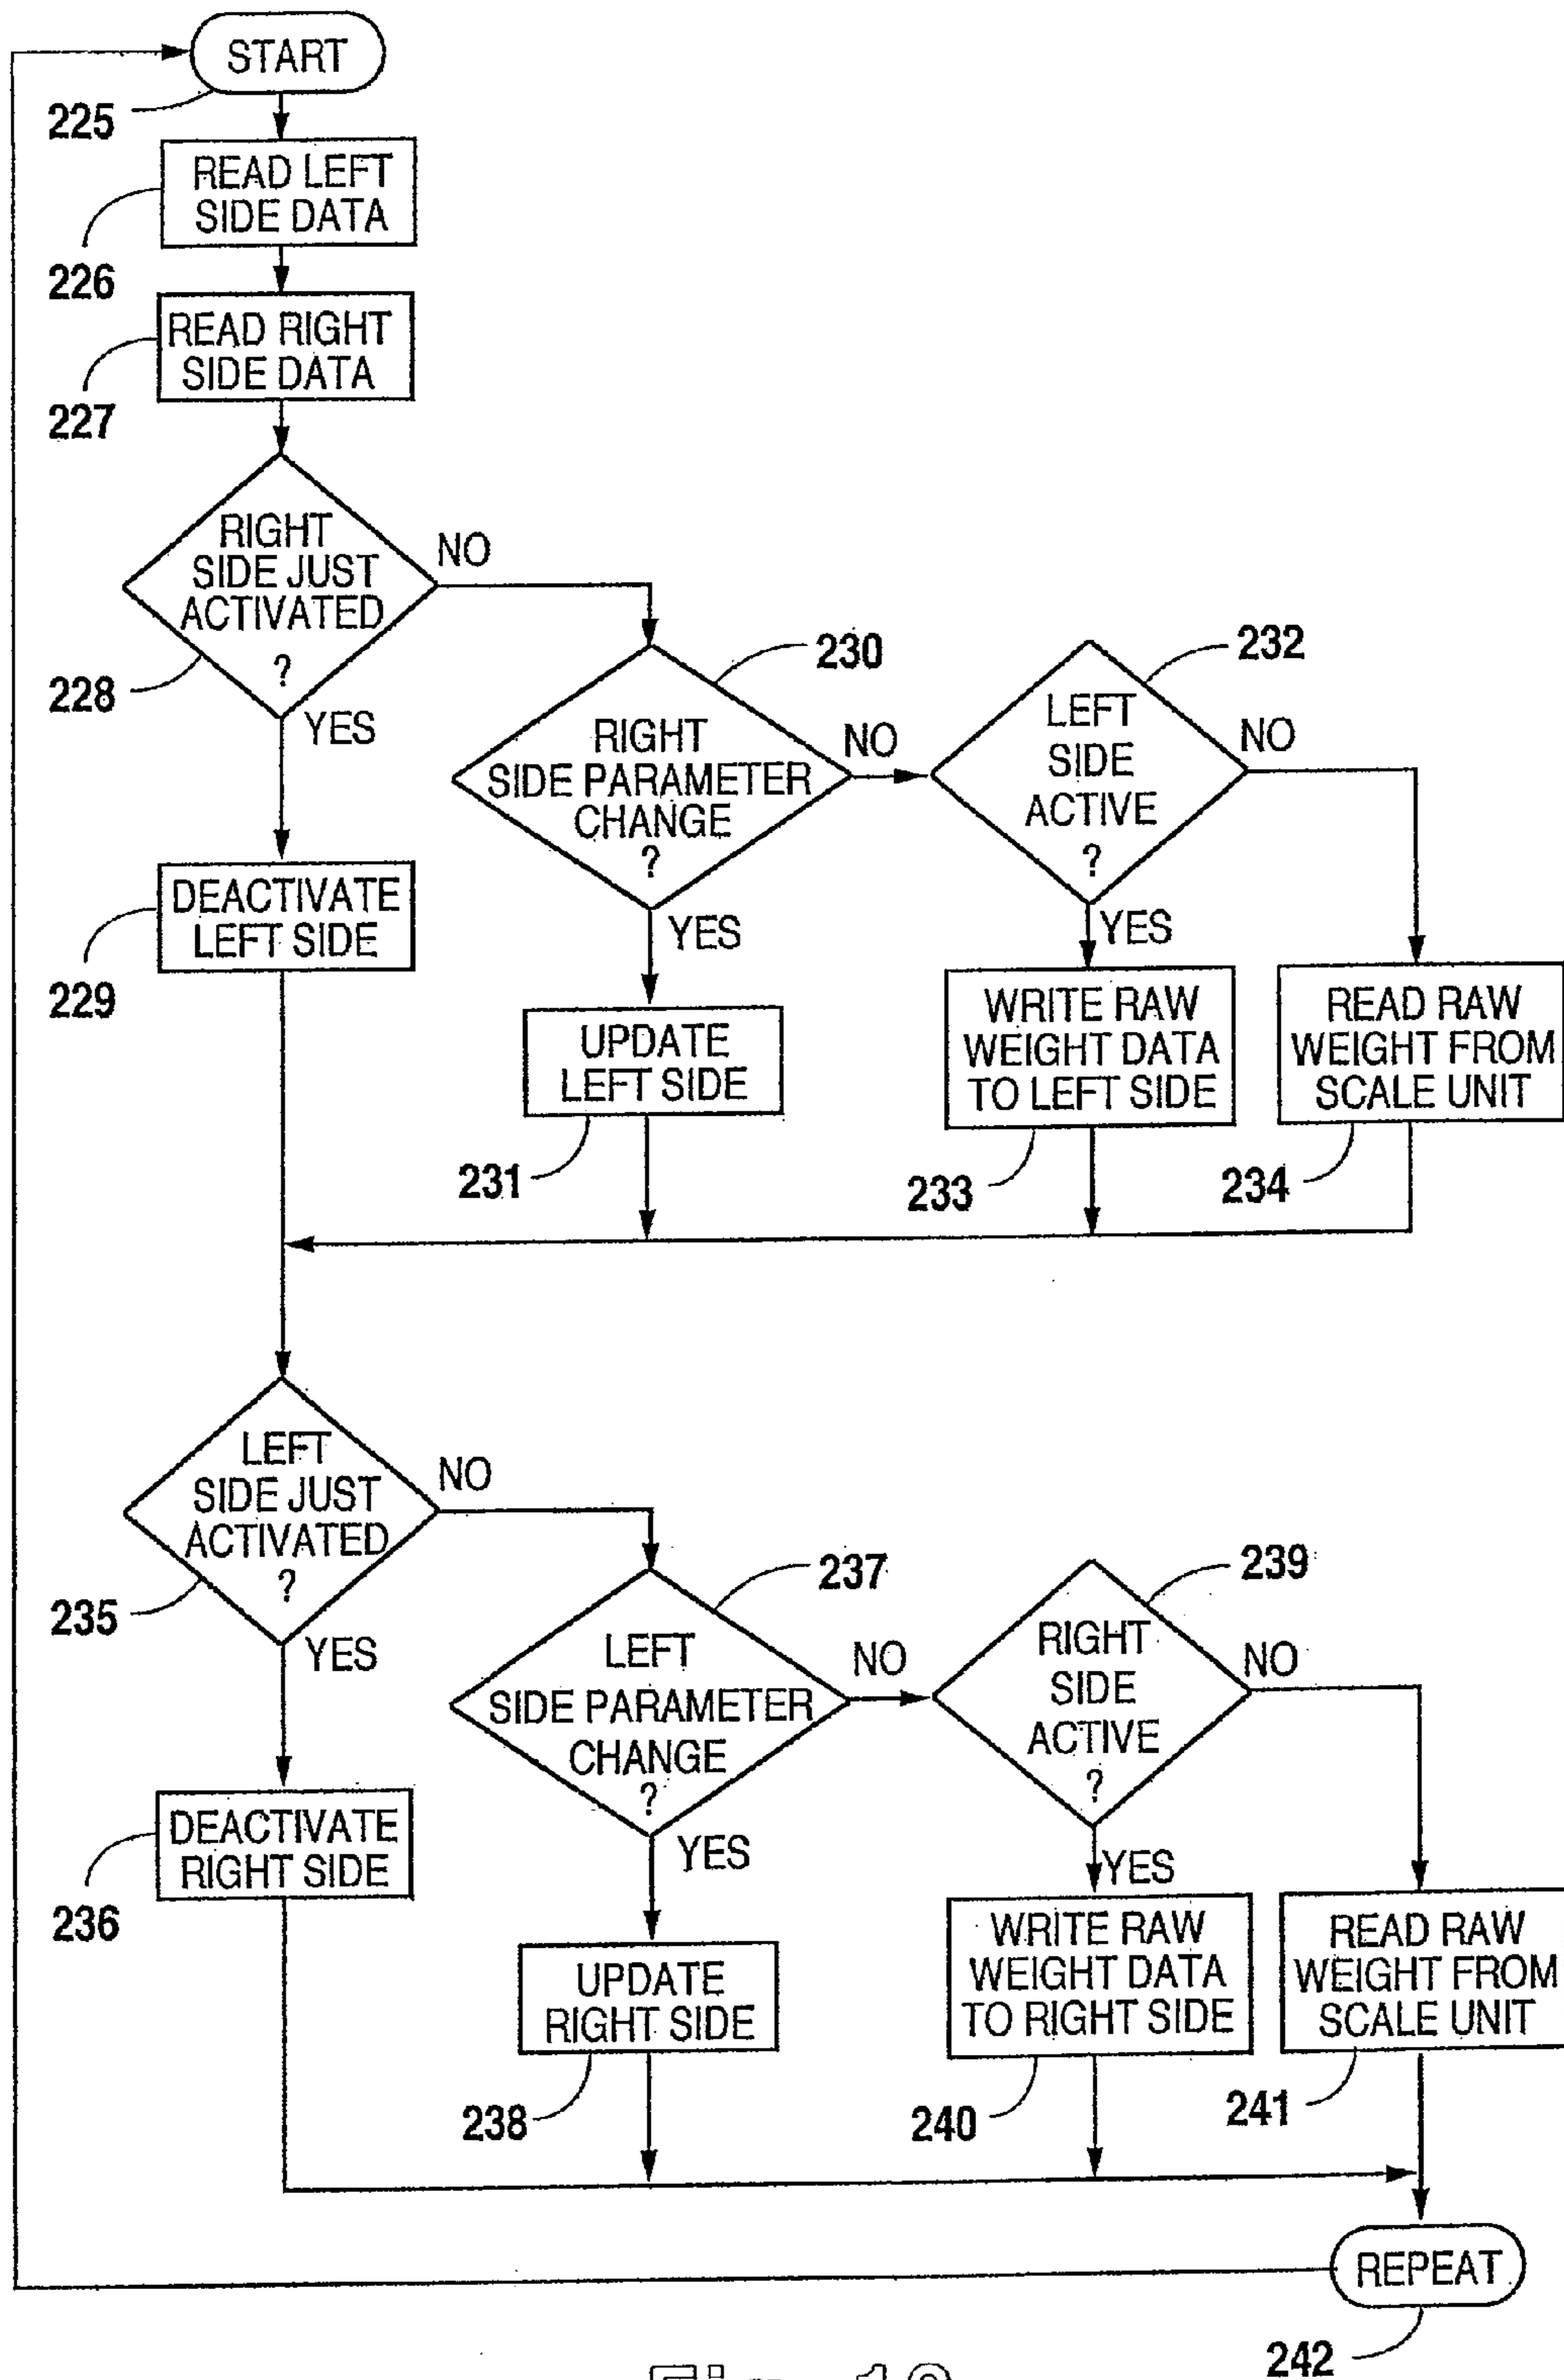 START
225
READ LEFT
SIDE DATA
226
READ RIGHT
SIDE DATA
227
RIGHT
SIDE JUST
ACTIVATED
?
228
NO
YES
230
RIGHT
SIDE PARAMETER
CHANGE
?
NO
YES
232
LEFT
SIDE
ACTIVE
?
NO
YES
DEACTIVATE
LEFT SIDE
229
UPDATE
LEFT SIDE
231
WRITE RAW
WEIGHT DATA
TO LEFT SIDE
233
READ RAW
WEIGHT FROM
SCALE UNIT
234
LEFT
SIDE JUST
ACTIVATED
?
235
NO
YES
237
LEFT
SIDE PARAMETER
CHANGE
?
NO
YES
239
RIGHT
SIDE
ACTIVE
?
NO
YES
DEACTIVATE
RIGHT SIDE
236
UPDATE
RIGHT SIDE
238
WRITE RAW
WEIGHT DATA
TO RIGHT SIDE
240
READ RAW
WEIGHT FROM
SCALE UNIT
241
REPEAT
242